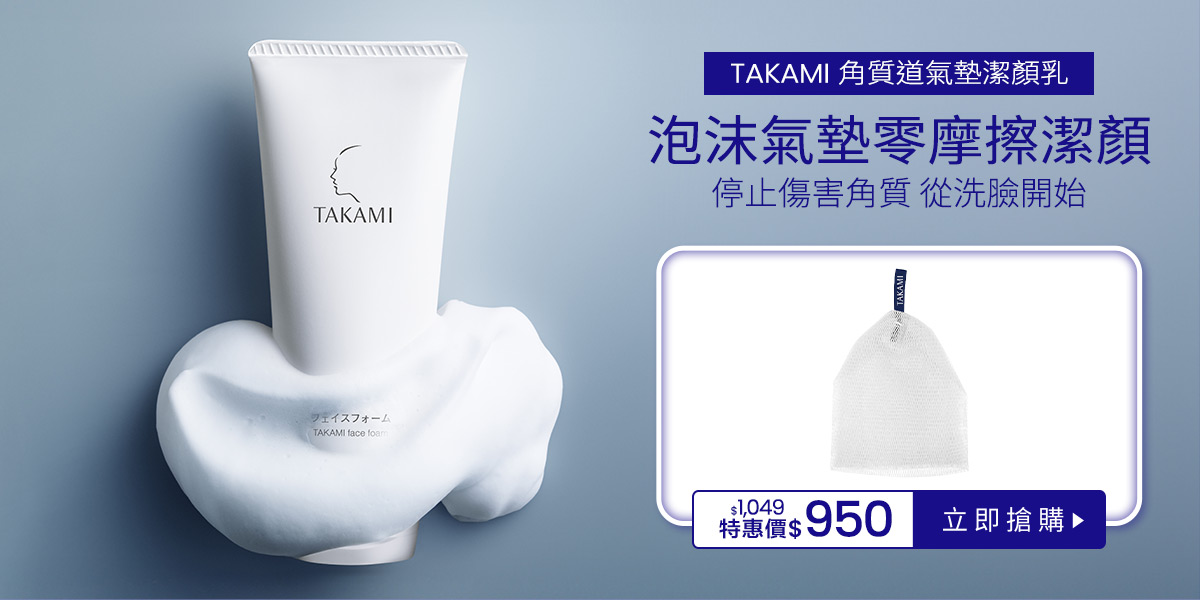 TAKAMI
フェイスフォーム
TAKAMI face foam
TAKAMI 角質道氣墊潔顏乳
泡沫氣墊零摩擦潔顏
停止傷害角質 從洗臉開始
TAKAMI
$1,049
特惠價$950
立即搶購